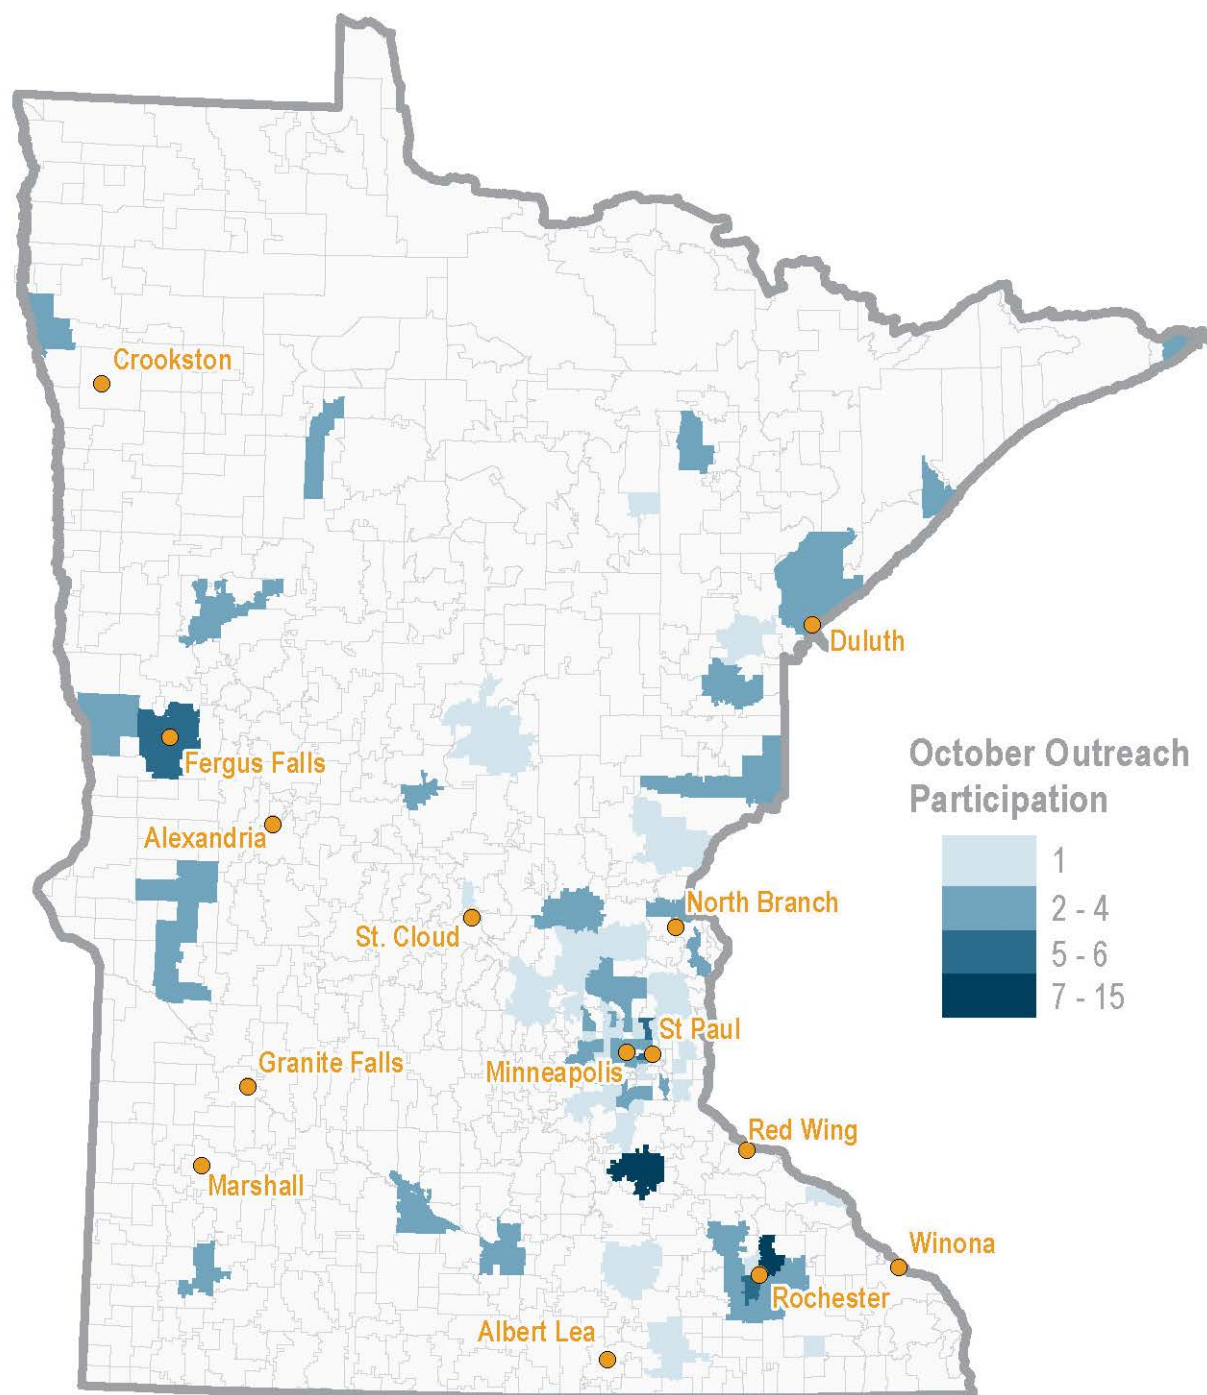 Crookston
Duluth
Fergus Falls
October Outreach
Participation
1
2 - 4
5 - 6
7 - 15
Alexandria
North Branch
St. Cloud
St Paul
Minneapolis
Granite Falls
Red Wing
Marshall
Winona
Rochester
Albert Lea